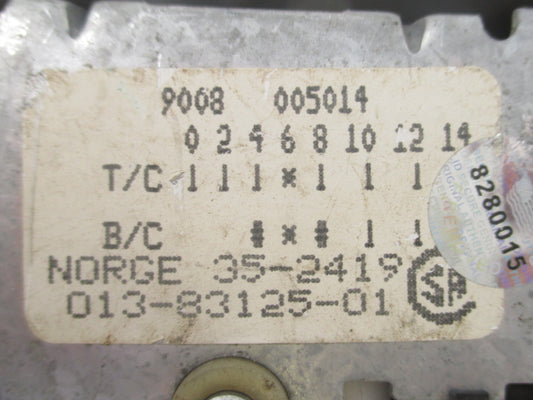 9008 005014
0 2 4 6 8 10 12 14
T/C 1 1 1 * 1 1 1
B/C # * # 1 1
NORGE 35-2419
013-83125-01
8280015